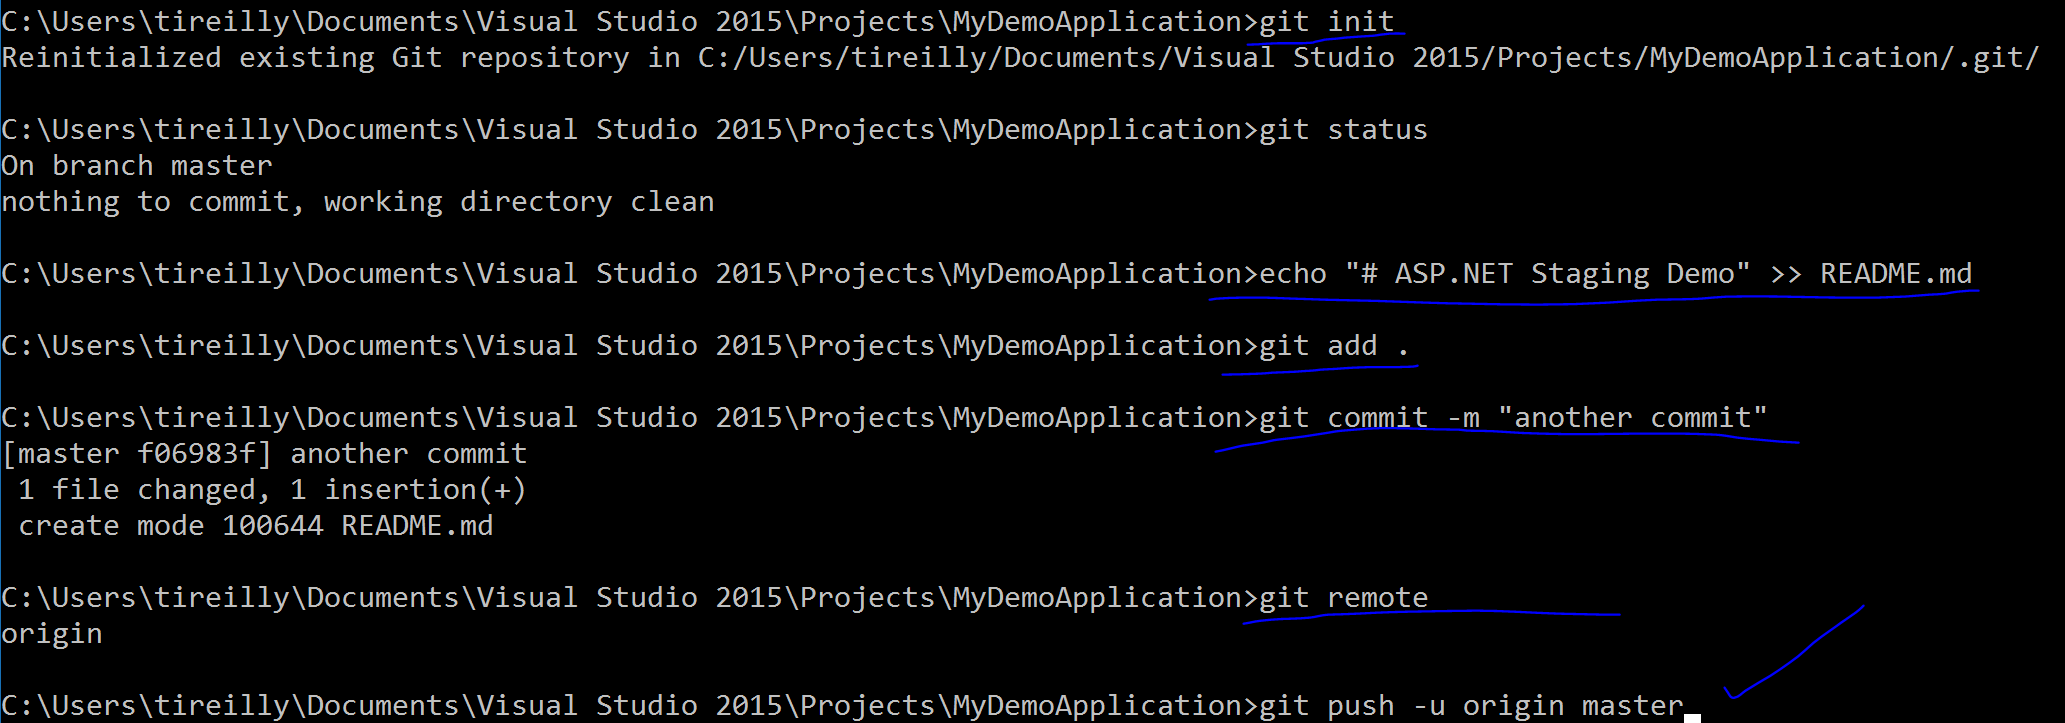 C:\Users\tireilly\Documents\Visual Studio 2015\Projects\MyDemoApplication>git init
Reinitialized existing Git repository in C:/Users/tireilly/Documents/Visual Studio 2015/Projects/MyDemoApplication/.git/
C:\Users\tireilly\Documents\Visual Studio 2015\Projects\MyDemoApplication>git status
On branch master
nothing to commit, working directory clean
C:\Users\tireilly\Documents\Visual Studio 2015\Projects\MyDemoApplication>echo "# ASP.NET Staging Demo" >> README.md
C:\Users\tireilly\Documents\Visual Studio 2015\Projects\MyDemoApplication>git add .
C:\Users\tireilly\Documents\Visual Studio 2015\Projects\MyDemoApplication>git commit -m "another commit"
[master f06983f] another commit
 1 file changed, 1 insertion(+)
 create mode 100644 README.md
C:\Users\tireilly\Documents\Visual Studio 2015\Projects\MyDemoApplication>git remote
origin
C:\Users\tireilly\Documents\Visual Studio 2015\Projects\MyDemoApplication>git push -u origin master